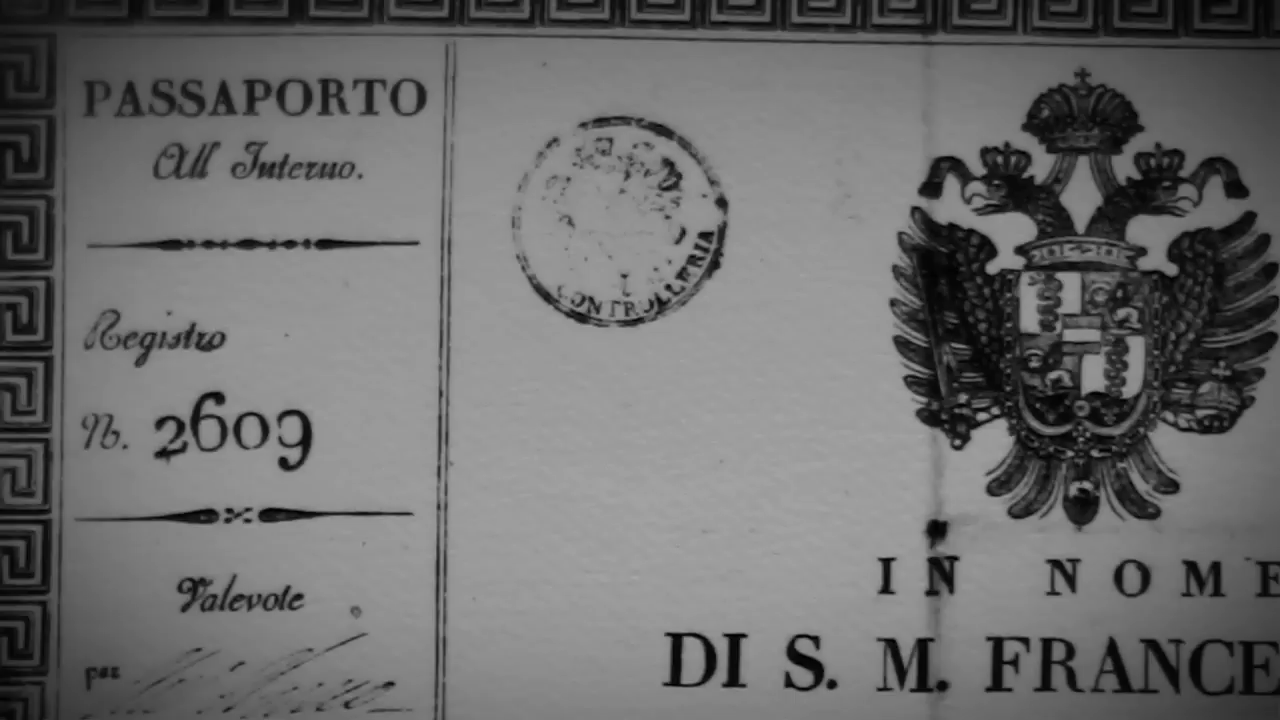 PASSAPORTO
All Interno.
Registro
N. 2609
Valevole
per
CONTROLLERIA
IN NOME
DI S. M. FRANCE